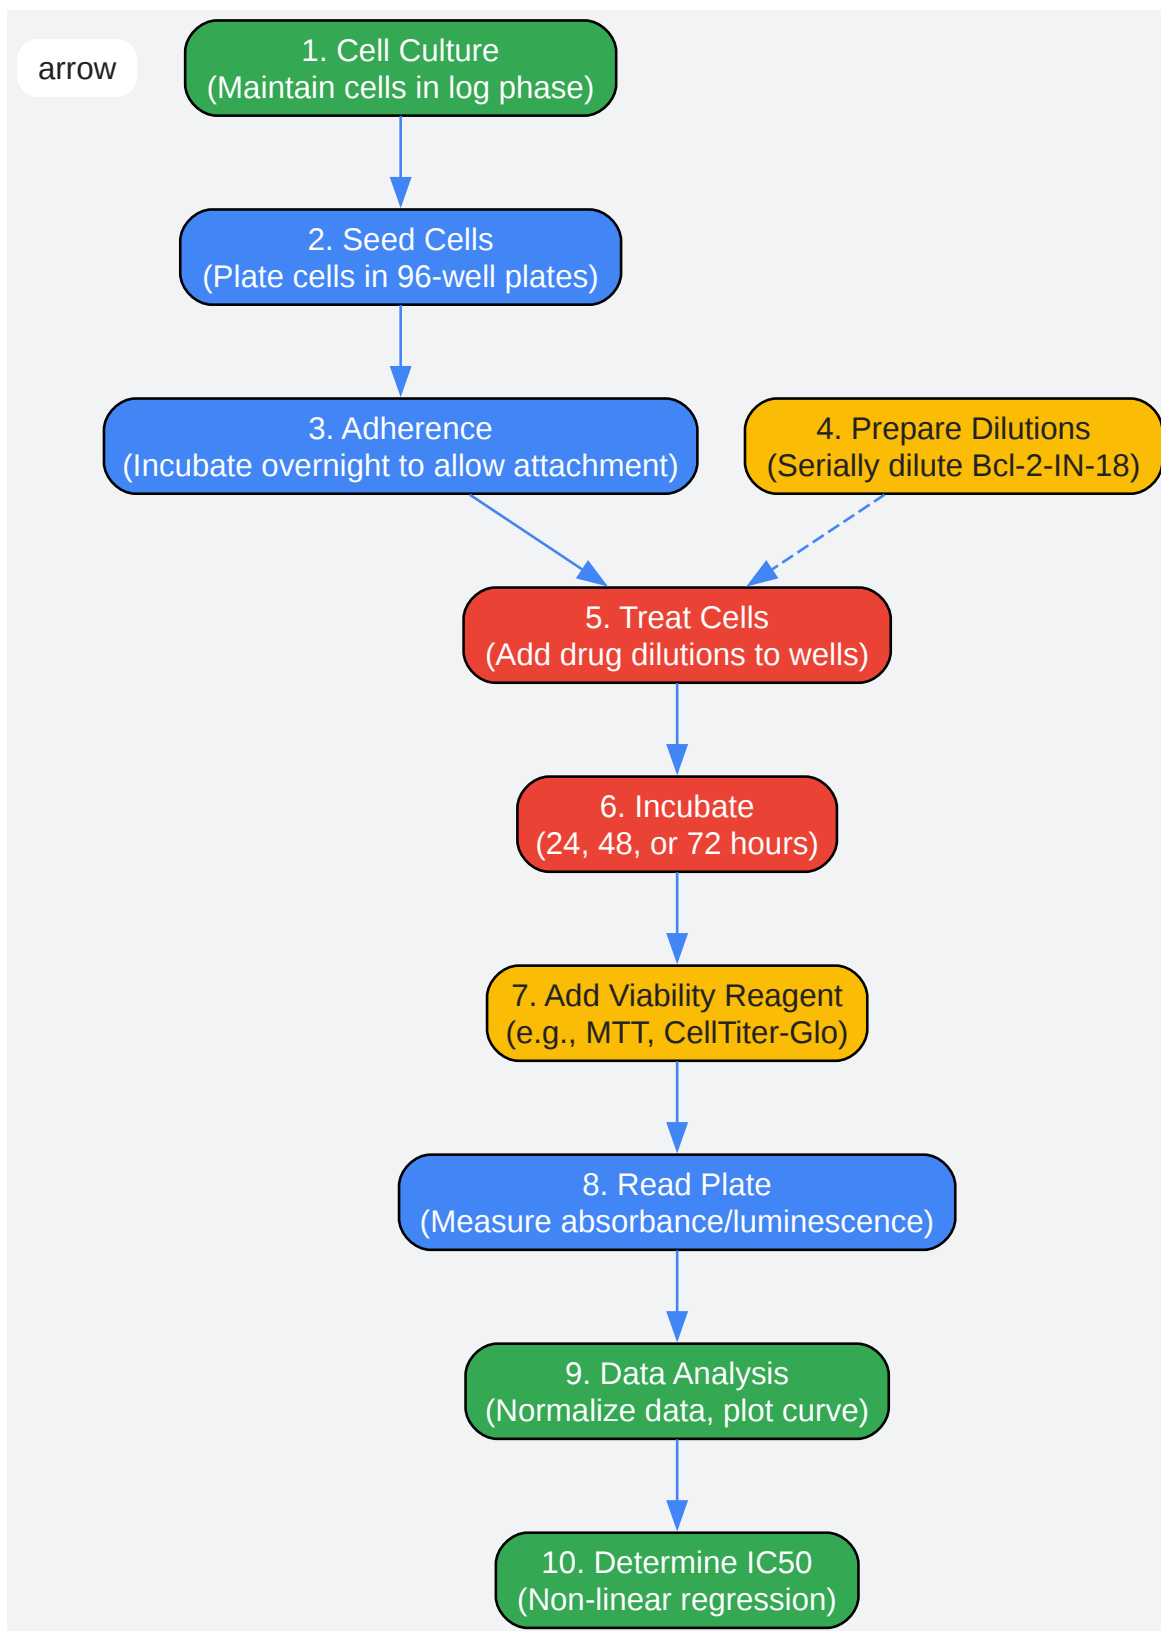 arrow
1. Cell Culture
(Maintain cells in log phase)
2. Seed Cells
(Plate cells in 96-well plates)
3. Adherence
(Incubate overnight to allow attachment)
4. Prepare Dilutions
(Serially dilute Bcl-2-IN-18)
5. Treat Cells
(Add drug dilutions to wells)
6. Incubate
(24, 48, or 72 hours)
7. Add Viability Reagent
(e.g., MTT, CellTiter-Glo)
8. Read Plate
(Measure absorbance/luminescence)
9. Data Analysis
(Normalize data, plot curve)
10. Determine IC50
(Non-linear regression)